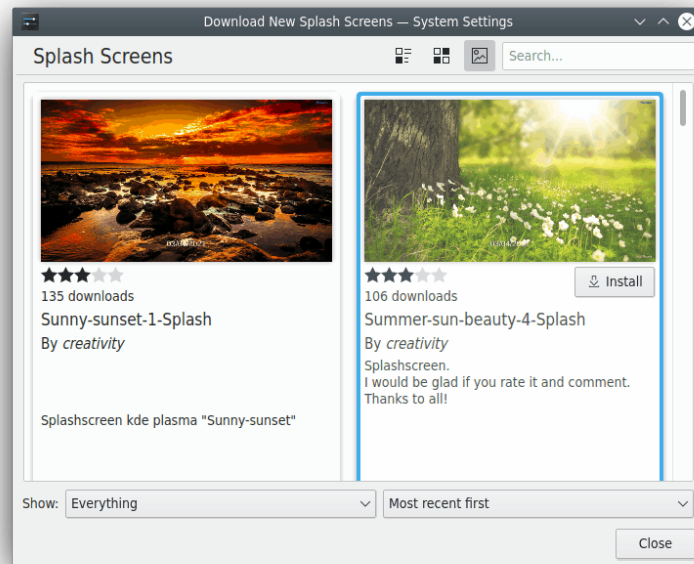 Download New Splash Screens — System Settings
Splash Screens
Search...
135 downloads
Sunny-sunset-1-Splash
By creativity
Splashscreen kde plasma "Sunny-sunset"
106 downloads
Install
Summer-sun-beauty-4-Splash
By creativity
Splashscreen.
I would be glad if you rate it and comment.
Thanks to all!
Show:
Everything
Most recent first
Close